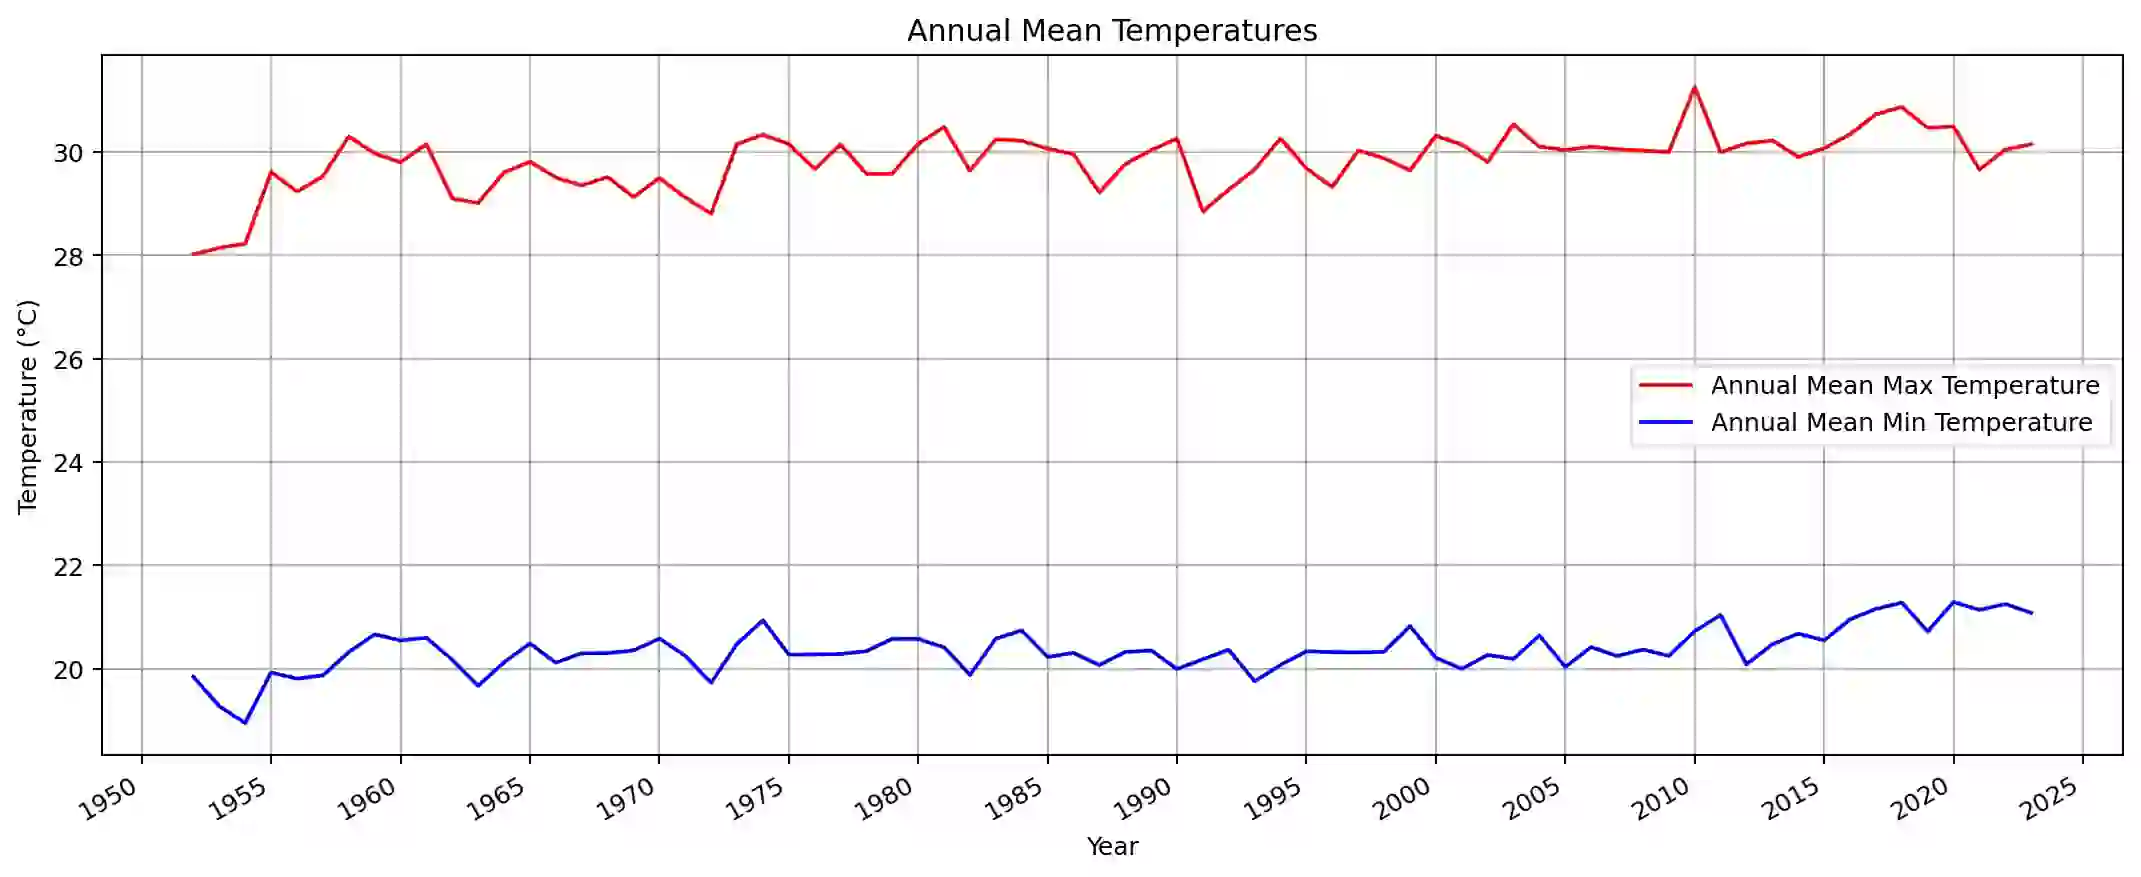 Annual Mean Temperatures
Temperature (°C)
30
28
26
24
22
20
Annual Mean Max Temperature
Annual Mean Min Temperature
1950 1955 1960 1965 1970 1975 1980 1985 1990 1995 2000 2005 2010 2015 2020 2025
Year